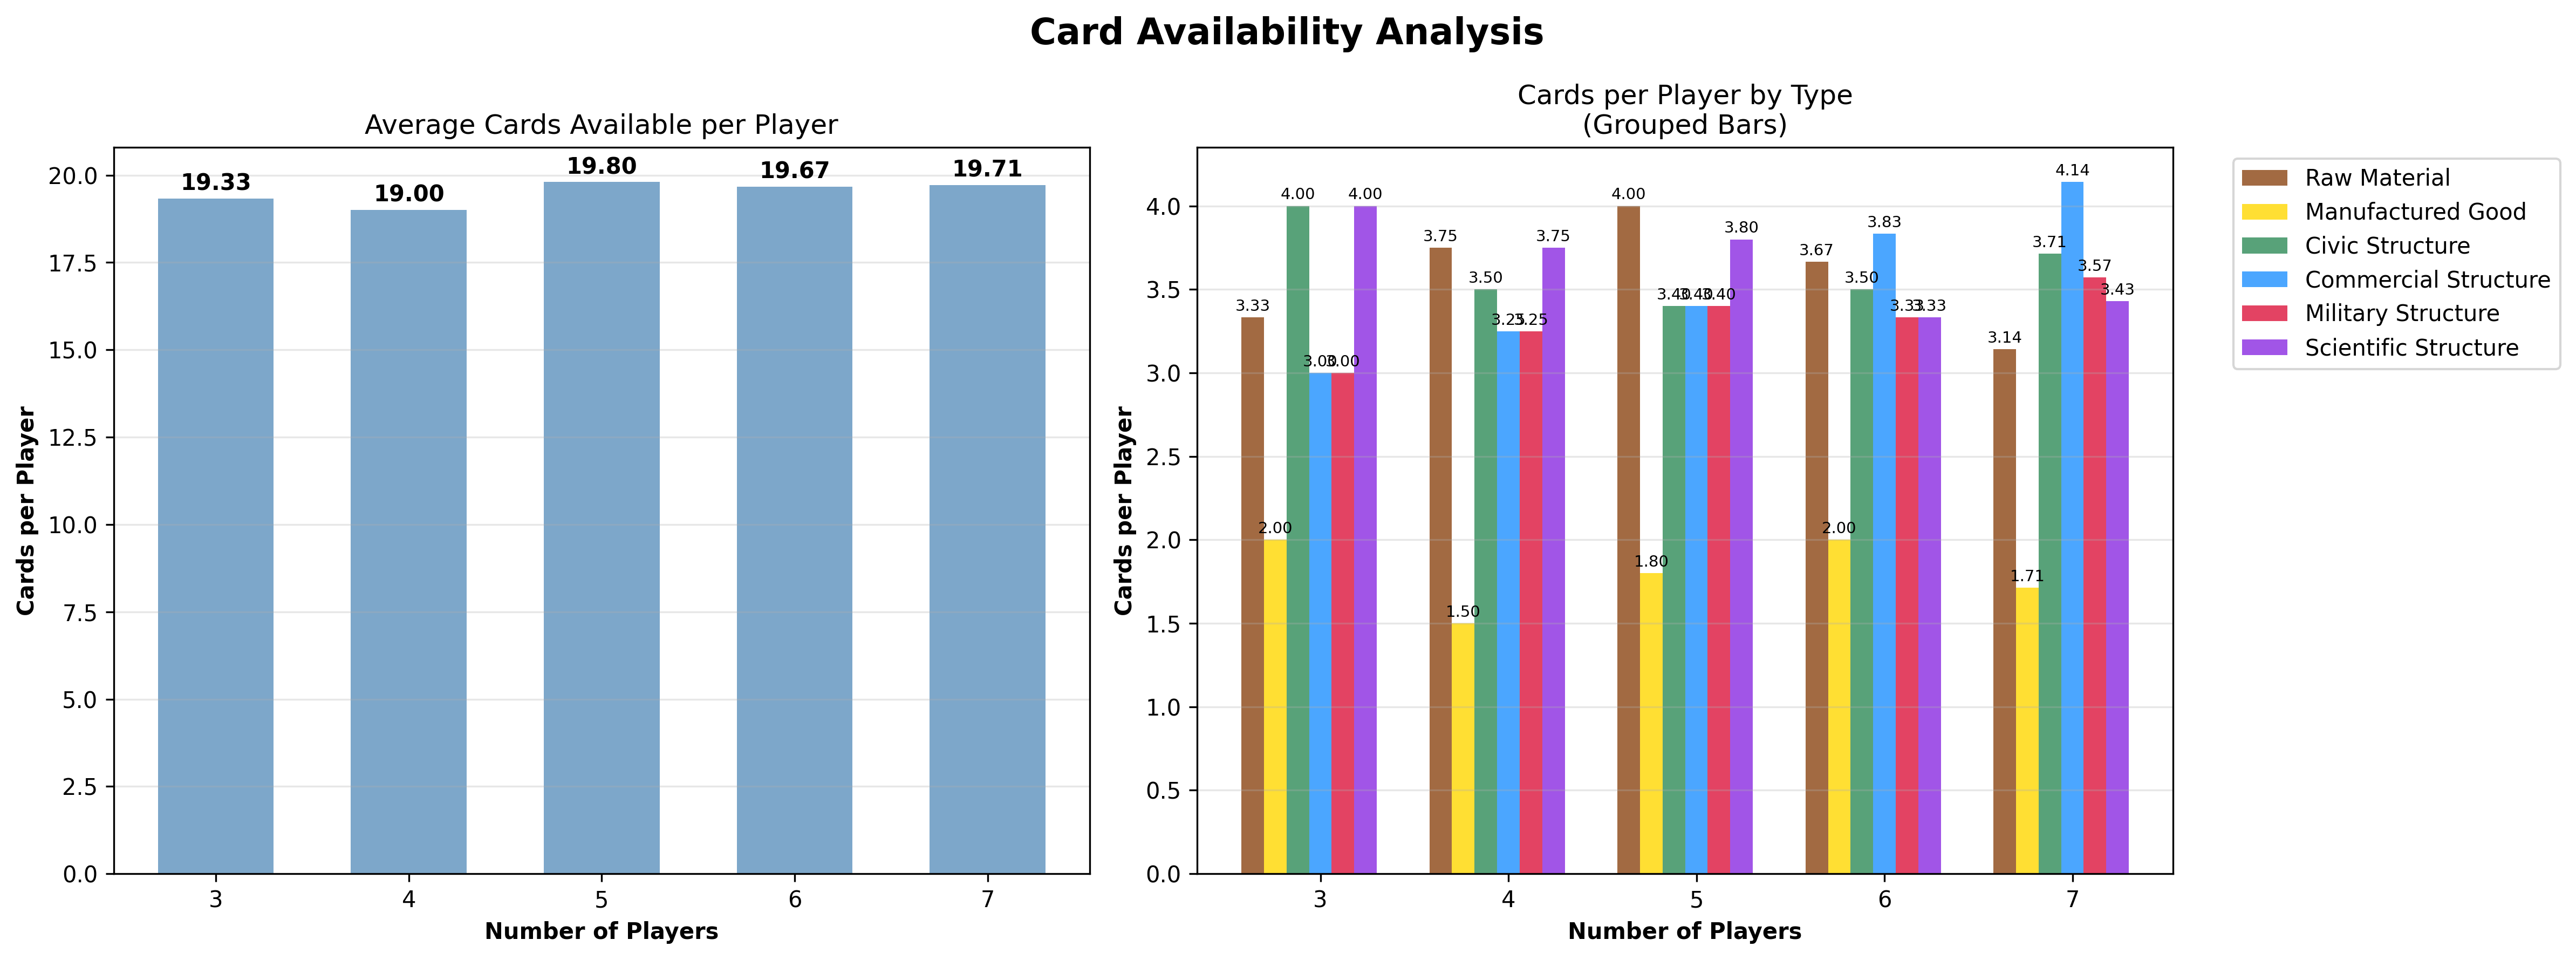 Card Availability Analysis
Average Cards Available per Player
19.33
19.00
19.80
19.67
19.71
20.0
17.5
15.0
12.5
10.0
7.5
5.0
2.5
0.0
Cards per Player
3 4 5 6 7
Number of Players
Cards per Player by Type
(Grouped Bars)
4.0
3.5
3.0
2.5
2.0
1.5
1.0
0.5
0.0
Cards per Player
3.33 2.00 4.00 3.00 3.00 4.00
3.75 1.50 3.50 3.25 3.25 3.75
4.00 1.80 3.40 3.40 3.40 3.80
3.67 2.00 3.50 3.83 3.33 3.33
3.14 1.71 3.71 4.14 3.57 3.43
3 4 5 6 7
Number of Players
Raw Material
Manufactured Good
Civic Structure
Commercial Structure
Military Structure
Scientific Structure